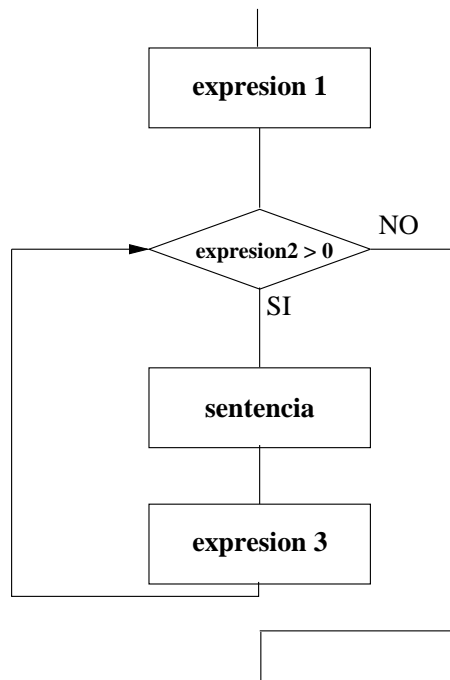 expresion 1
expresion2 > 0
NO
SI
sentencia
expresion 3